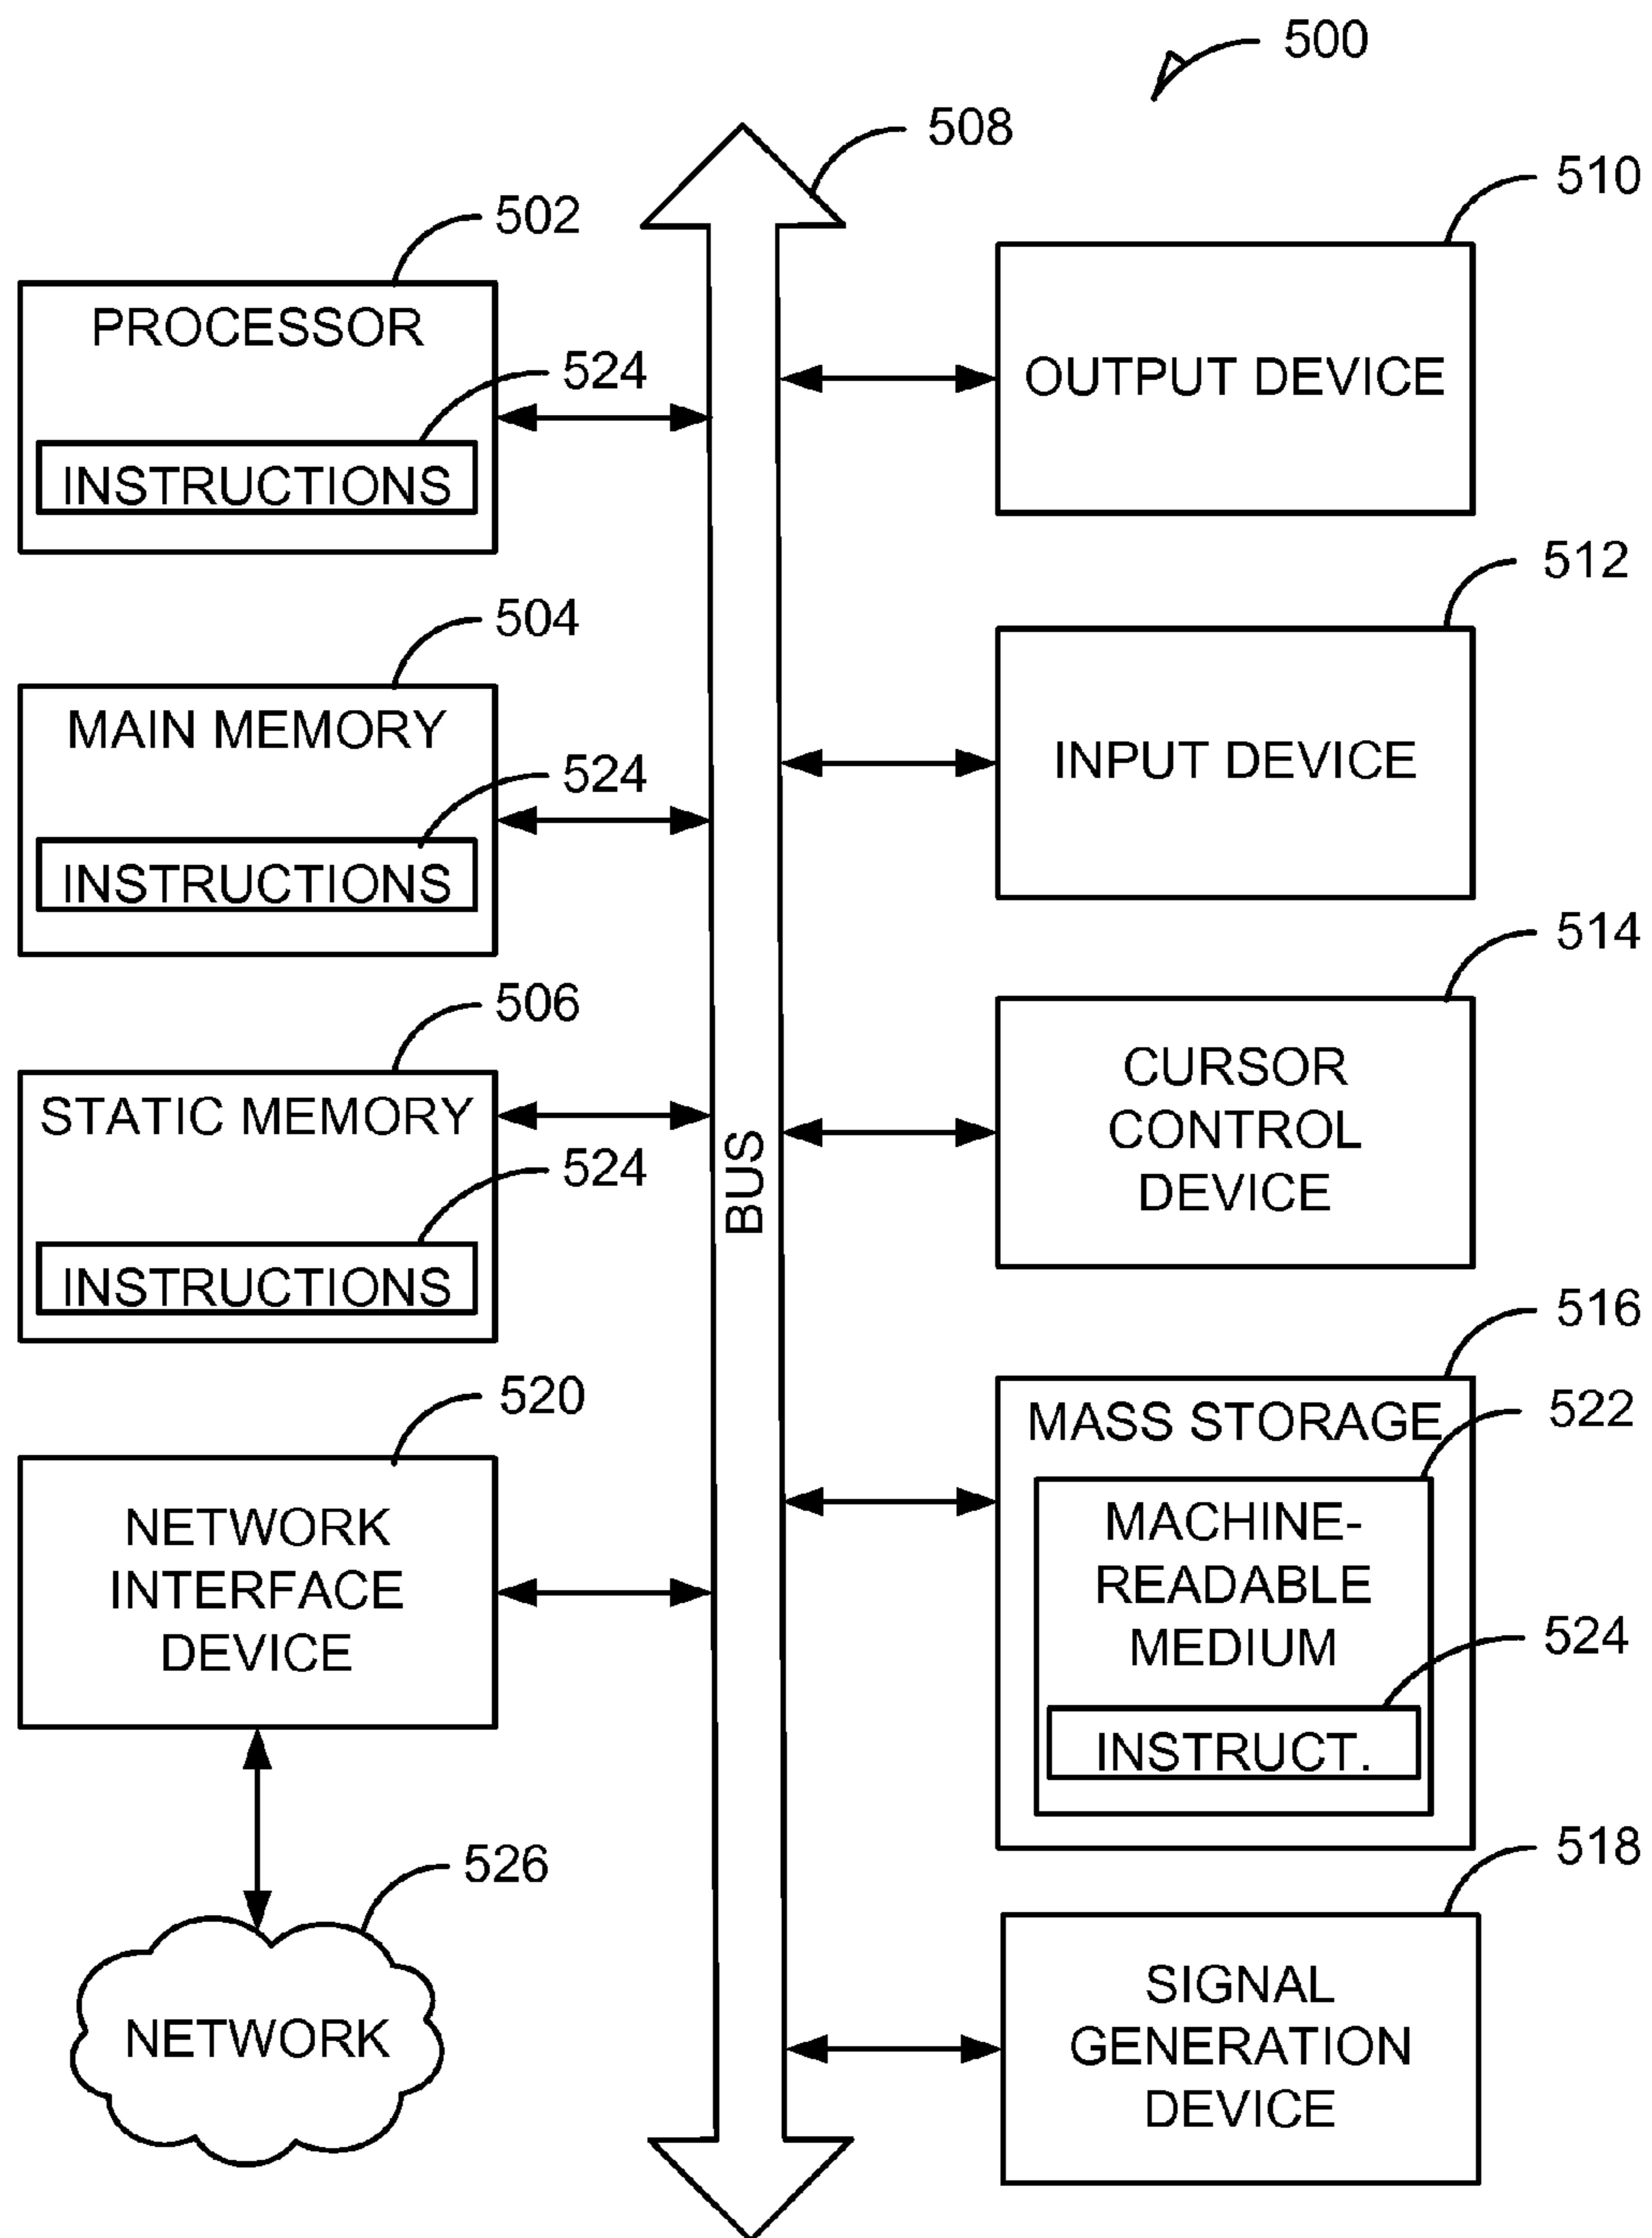 500
508
510
502
PROCESSOR
524
INSTRUCTIONS
OUTPUT DEVICE
512
504
MAIN MEMORY
524
INSTRUCTIONS
INPUT DEVICE
514
506
STATIC MEMORY
524
INSTRUCTIONS
BUS
CURSOR
CONTROL
DEVICE
516
520
NETWORK
INTERFACE
DEVICE
MASS STORAGE
522
MACHINE-
READABLE
MEDIUM
524
INSTRUCT.
518
526
NETWORK
SIGNAL
GENERATION
DEVICE